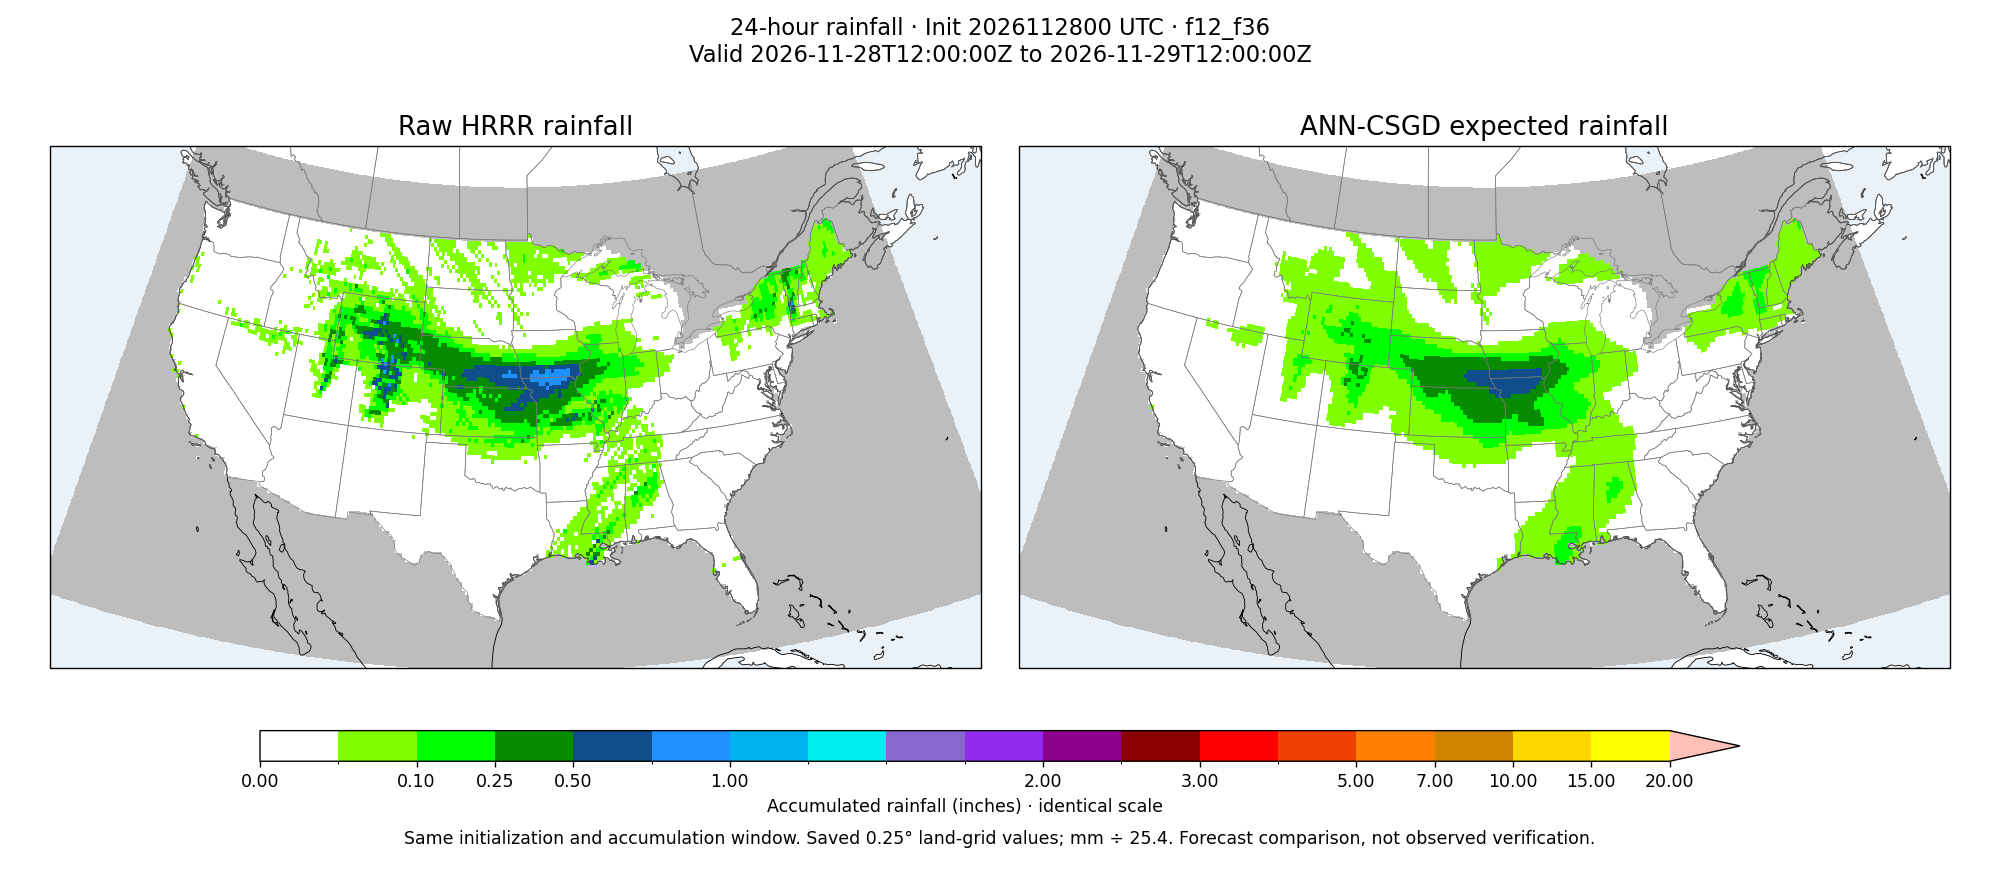 24-hour rainfall · Init 2026112800 UTC · f12_f36
Valid 2026-11-28T12:00:00Z to 2026-11-29T12:00:00Z
Raw HRRR rainfall
ANN-CSGD expected rainfall
0.00 0.10 0.25 0.50 1.00 2.00 3.00 5.00 7.00 10.00 15.00 20.00
Accumulated rainfall (inches) · identical scale
Same initialization and accumulation window. Saved 0.25° land-grid values; mm ÷ 25.4. Forecast comparison, not observed verification.